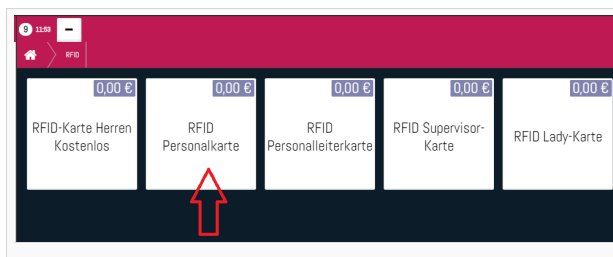 9 11:53 –
RFID
0,00 € 0,00 € 0,00 € 0,00 € 0,00 €
RFID-Karte Herren
Kostenlos
RFID
Personalkarte
RFID
Personalleiterkarte
RFID Supervisor-
Karte
RFID Lady-Karte